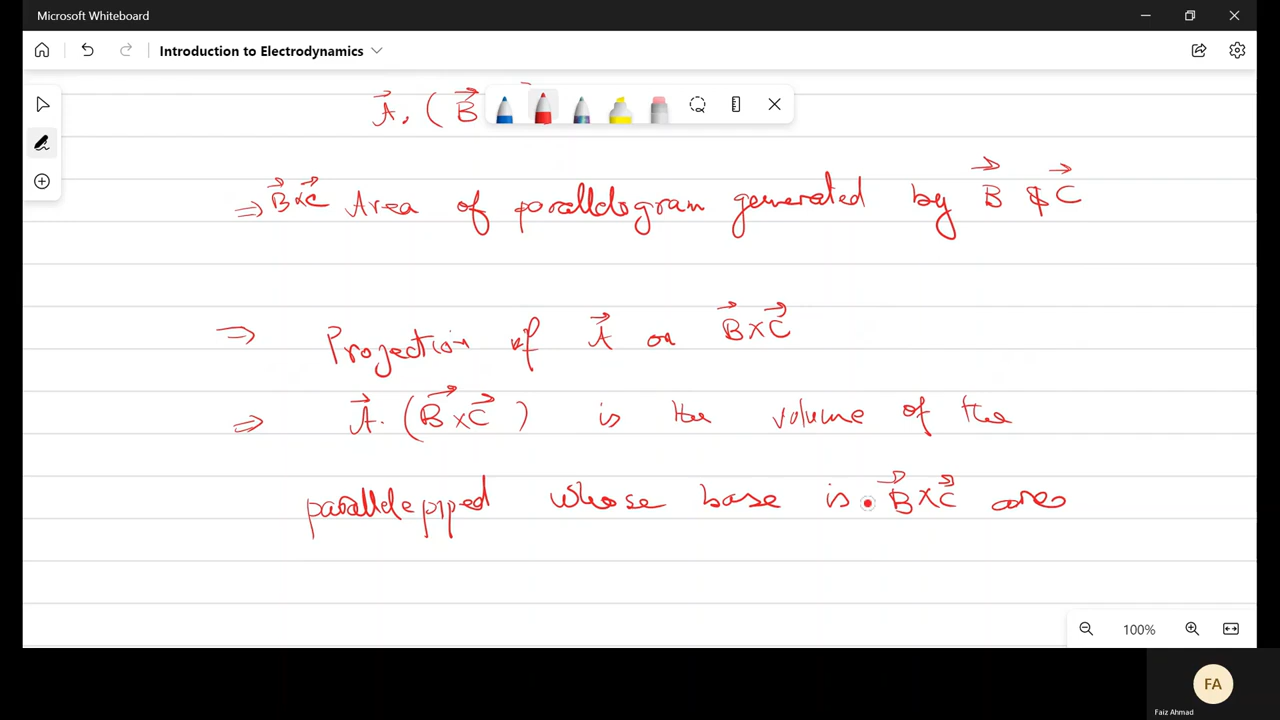 Microsoft Whiteboard
Introduction to Electrodynamics
A⃗. ( B⃗
⇒ B⃗×C⃗ Area of parallelogram generated by B⃗ & C⃗
⇒ Projection of A⃗ on B⃗×C⃗
⇒ A⃗. (B⃗×C⃗) is the volume of the
parallelepiped whose base is B⃗×C⃗ area
100%
FA
Faiz Ahmad